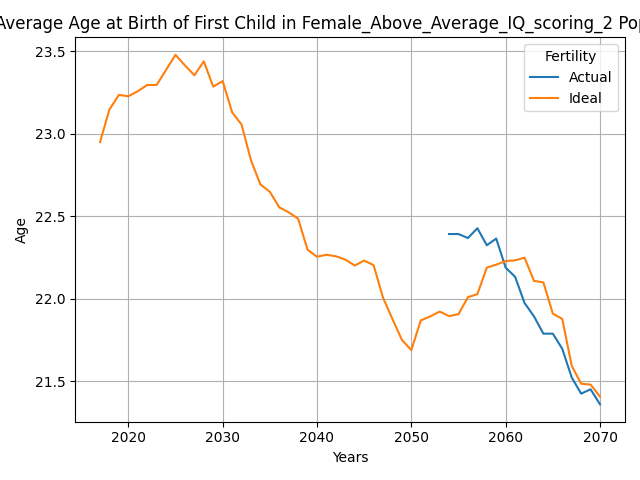 Average Age at Birth of First Child in Female_Above_Average_IQ_scoring_2
Fertility
Actual
Ideal
23.5
23.0
22.5
22.0
21.5
Age
2020 2030 2040 2050 2060 2070
Years